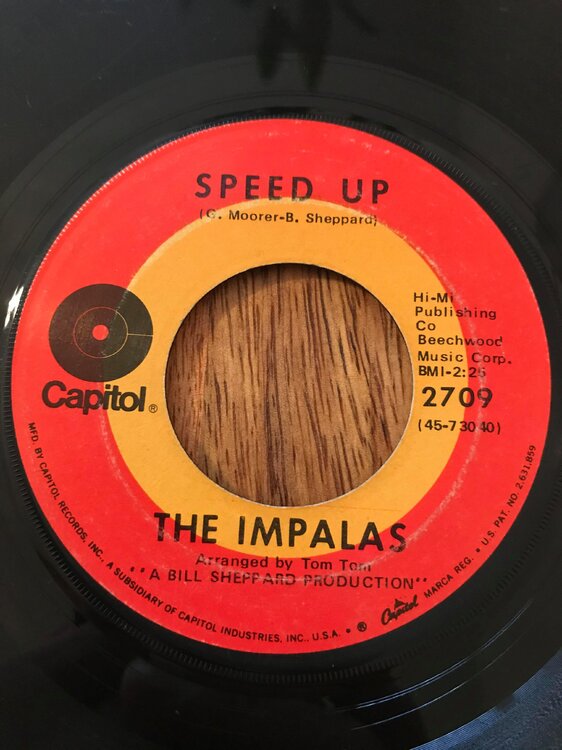 SPEED UP
(G. Moorer-B. Sheppard)
Capitol®
Hi-Mi
Publishing
Co
Beechwood
Music Corp.
BMI-2:25
2709
(45-73040)
THE IMPALAS
Arranged by Tom Tom
"A BILL SHEPPARD PRODUCTION"
MFD. BY CAPITOL RECORDS, INC., A SUBSIDIARY OF CAPITOL INDUSTRIES, INC., U.S.A. • ® Capitol MARCA REG. • U.S. PAT. NO. 2,631,859